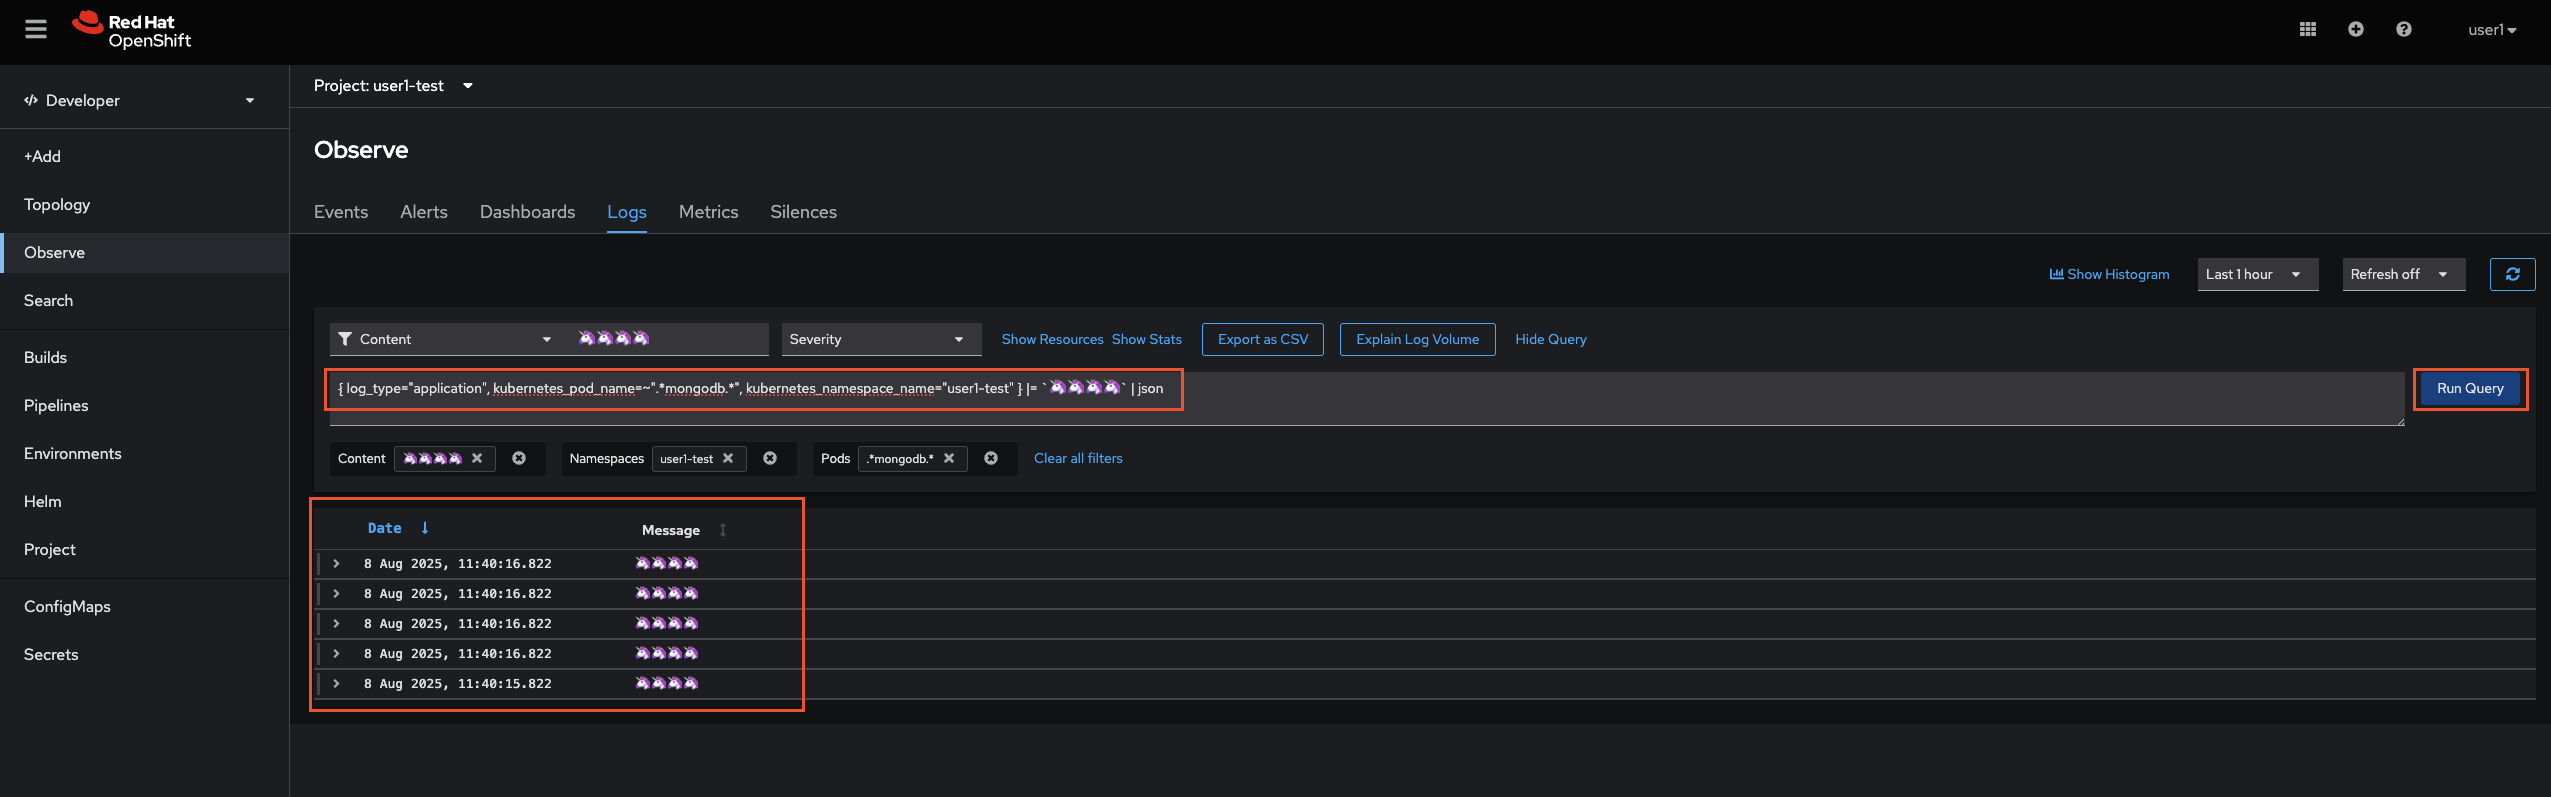 Red Hat
OpenShift
user1
Developer
+Add
Topology
Observe
Search
Builds
Pipelines
Environments
Helm
Project
ConfigMaps
Secrets
Project: user1-test
Observe
Events Alerts Dashboards Logs Metrics Silences
Show Histogram Last 1 hour Refresh off
Content 🦄🦄🦄🦄 Severity Show Resources Show Stats Export as CSV Explain Log Volume Hide Query
{ log_type="application", kubernetes_pod_name=~".*mongodb.*", kubernetes_namespace_name="user1-test" } |= `🦄🦄🦄🦄` | json
Run Query
Content 🦄🦄🦄🦄 Namespaces user1-test Pods .*mongodb.* Clear all filters
Date Message
8 Aug 2025, 11:40:16.822 🦄🦄🦄🦄
8 Aug 2025, 11:40:16.822 🦄🦄🦄🦄
8 Aug 2025, 11:40:16.822 🦄🦄🦄🦄
8 Aug 2025, 11:40:16.822 🦄🦄🦄🦄
8 Aug 2025, 11:40:15.822 🦄🦄🦄🦄